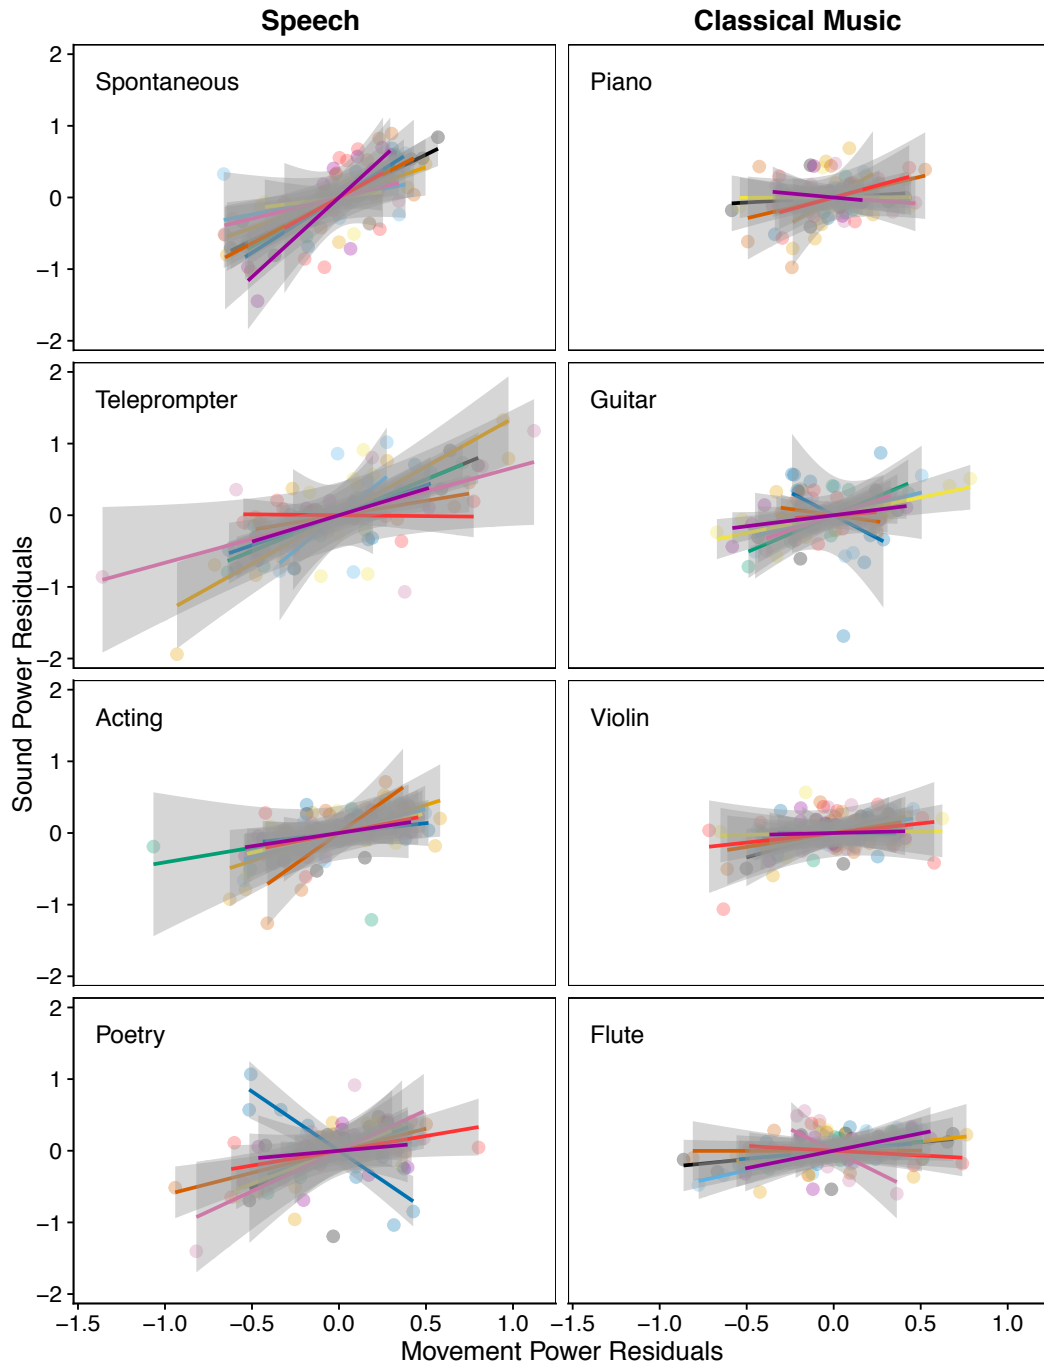 Speech
Classical Music
Sound Power Residuals
Spontaneous
2
1
0
−1
−2
Piano
Teleprompter
2
1
0
−1
−2
Guitar
Acting
2
1
0
−1
−2
Violin
Poetry
2
1
0
−1
−2
Flute
−1.5 −1.0 −0.5 0.0 0.5 1.0 −1.5 −1.0 −0.5 0.0 0.5 1.0
Movement Power Residuals